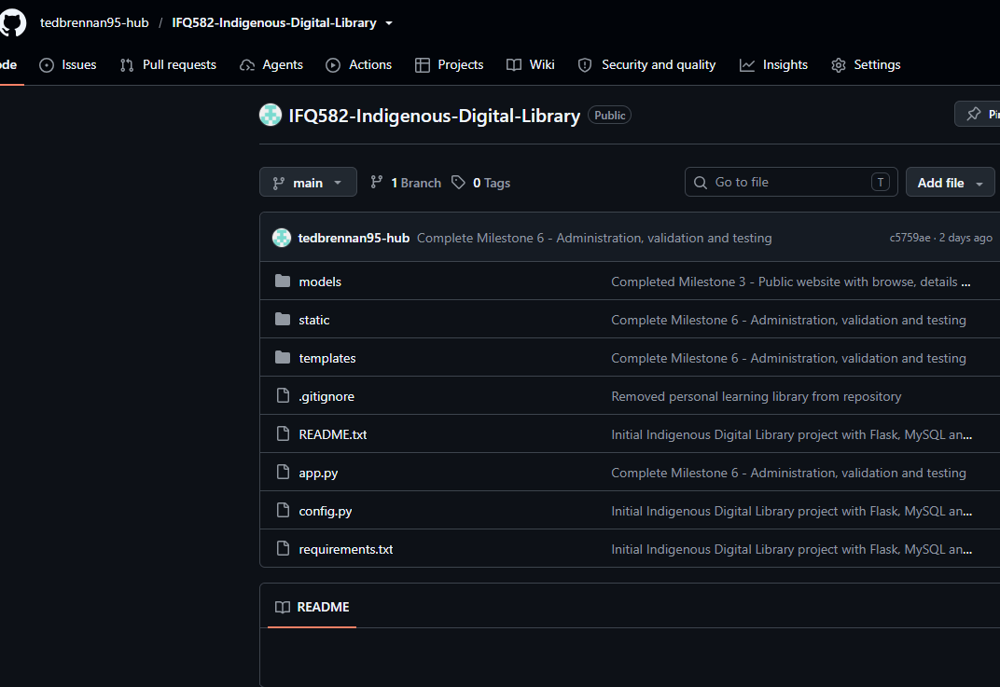 tedbrennan95-hub / IFQ582-Indigenous-Digital-Library
ode Issues Pull requests Agents Actions Projects Wiki Security and quality Insights Settings
IFQ582-Indigenous-Digital-Library Public Pi
main 1 Branch 0 Tags Go to file T Add file
tedbrennan95-hub Complete Milestone 6 - Administration, validation and testing c5759ae · 2 days ago
models Completed Milestone 3 - Public website with browse, details ...
static Complete Milestone 6 - Administration, validation and testing
templates Complete Milestone 6 - Administration, validation and testing
.gitignore Removed personal learning library from repository
README.txt Initial Indigenous Digital Library project with Flask, MySQL an...
app.py Complete Milestone 6 - Administration, validation and testing
config.py Initial Indigenous Digital Library project with Flask, MySQL an...
requirements.txt Initial Indigenous Digital Library project with Flask, MySQL an...
README